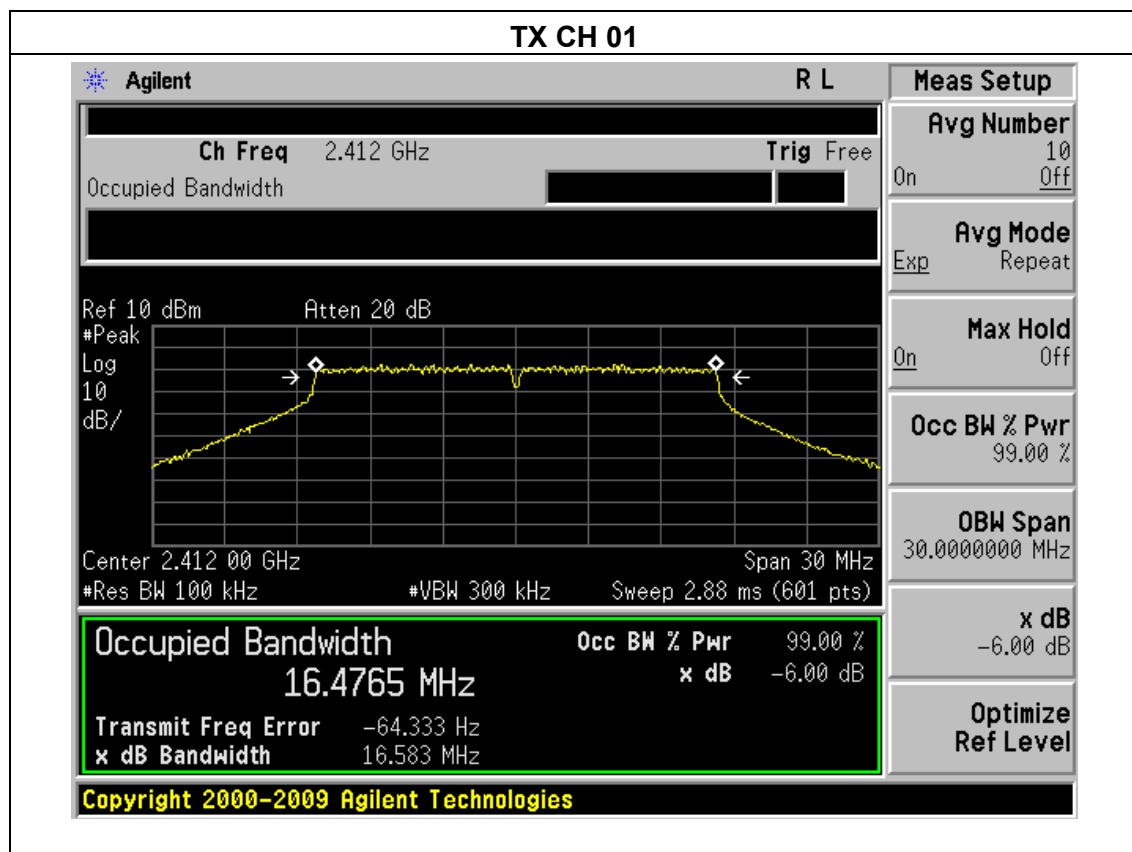 TX CH 01
Agilent R L Meas Setup
Ch Freq 2.412 GHz Trig Free
Occupied Bandwidth
Avg Number
10
On Off
Avg Mode
Exp Repeat
Max Hold
On Off
Occ BW % Pwr
99.00 %
OBW Span
30.0000000 MHz
x dB
-6.00 dB
Optimize
Ref Level
Ref 10 dBm Atten 20 dB
#Peak
Log
10
dB/
Center 2.412 00 GHz Span 30 MHz
#Res BW 100 kHz #VBW 300 kHz Sweep 2.88 ms (601 pts)
Occupied Bandwidth Occ BW % Pwr 99.00 %
16.4765 MHz x dB -6.00 dB
Transmit Freq Error -64.333 Hz
x dB Bandwidth 16.583 MHz
Copyright 2000-2009 Agilent Technologies